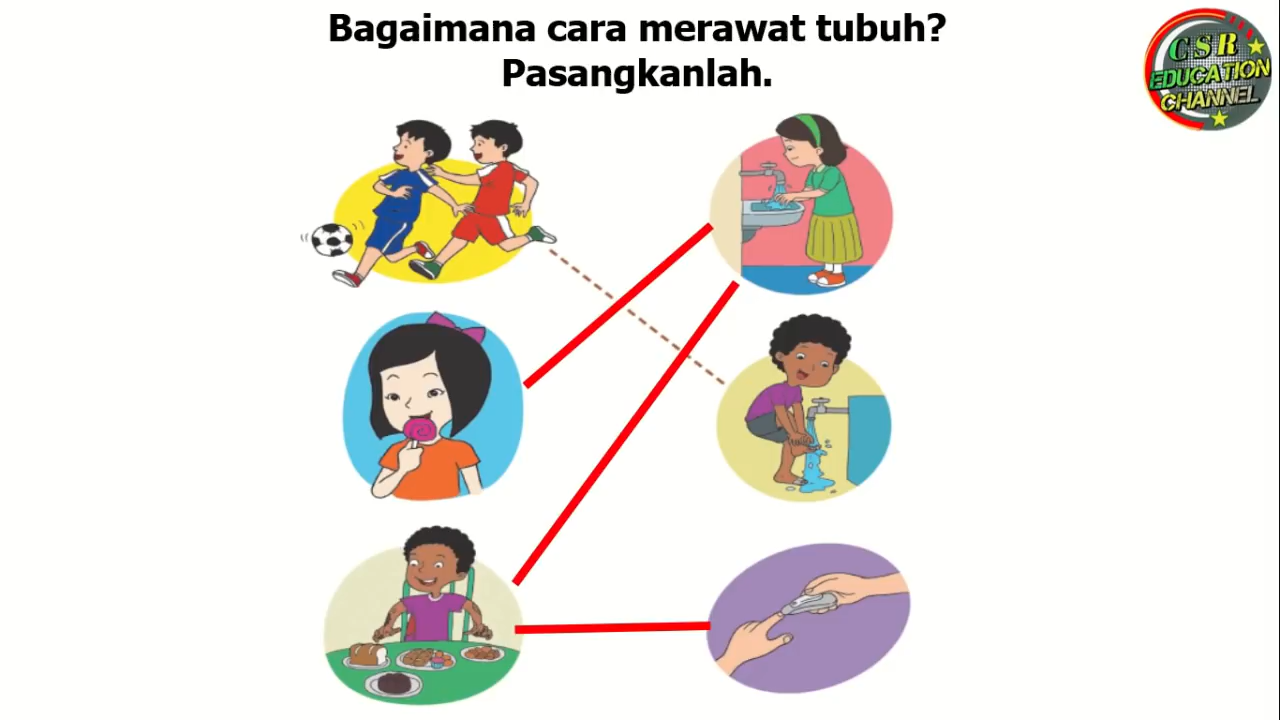 Bagaimana cara merawat tubuh?
Pasangkanlah.
CSR
EDUCATION
CHANNEL